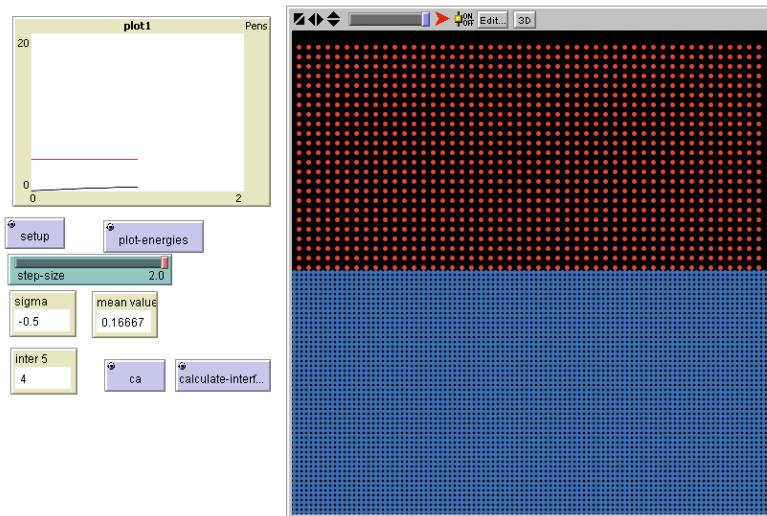 plot1
Pens
20
0
0
2
ON
OFF
Edit...
3D
setup
plot-energies
step-size
2.0
sigma
-0.5
mean value
0.16667
inter 5
4
ca
calculate-interf...